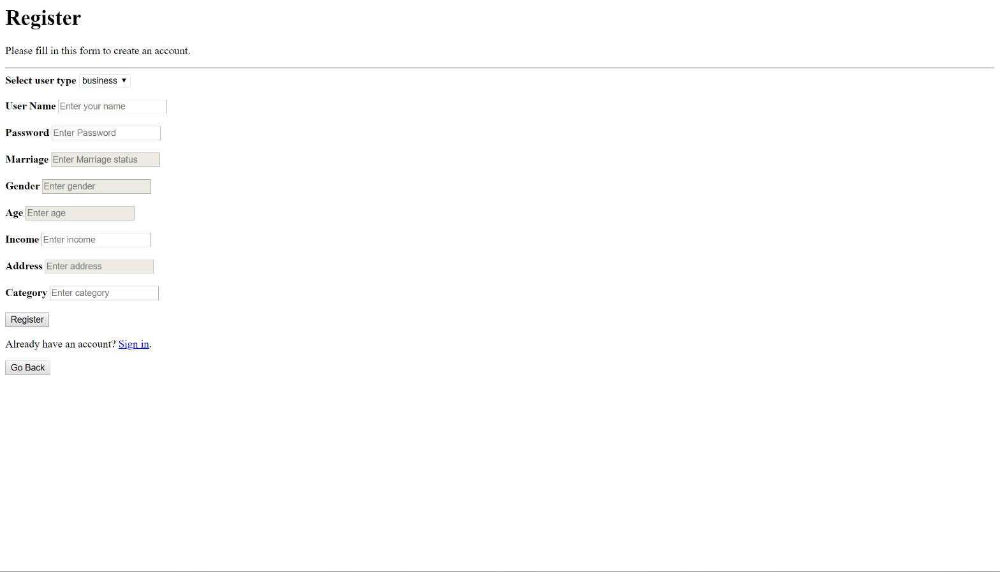 Register
Please fill in this form to create an account.
Select user type business ▼
User Name Enter your name
Password Enter Password
Marriage Enter Marriage status
Gender Enter gender
Age Enter age
Income Enter income
Address Enter address
Category Enter category
Register
Already have an account? Sign in.
Go Back